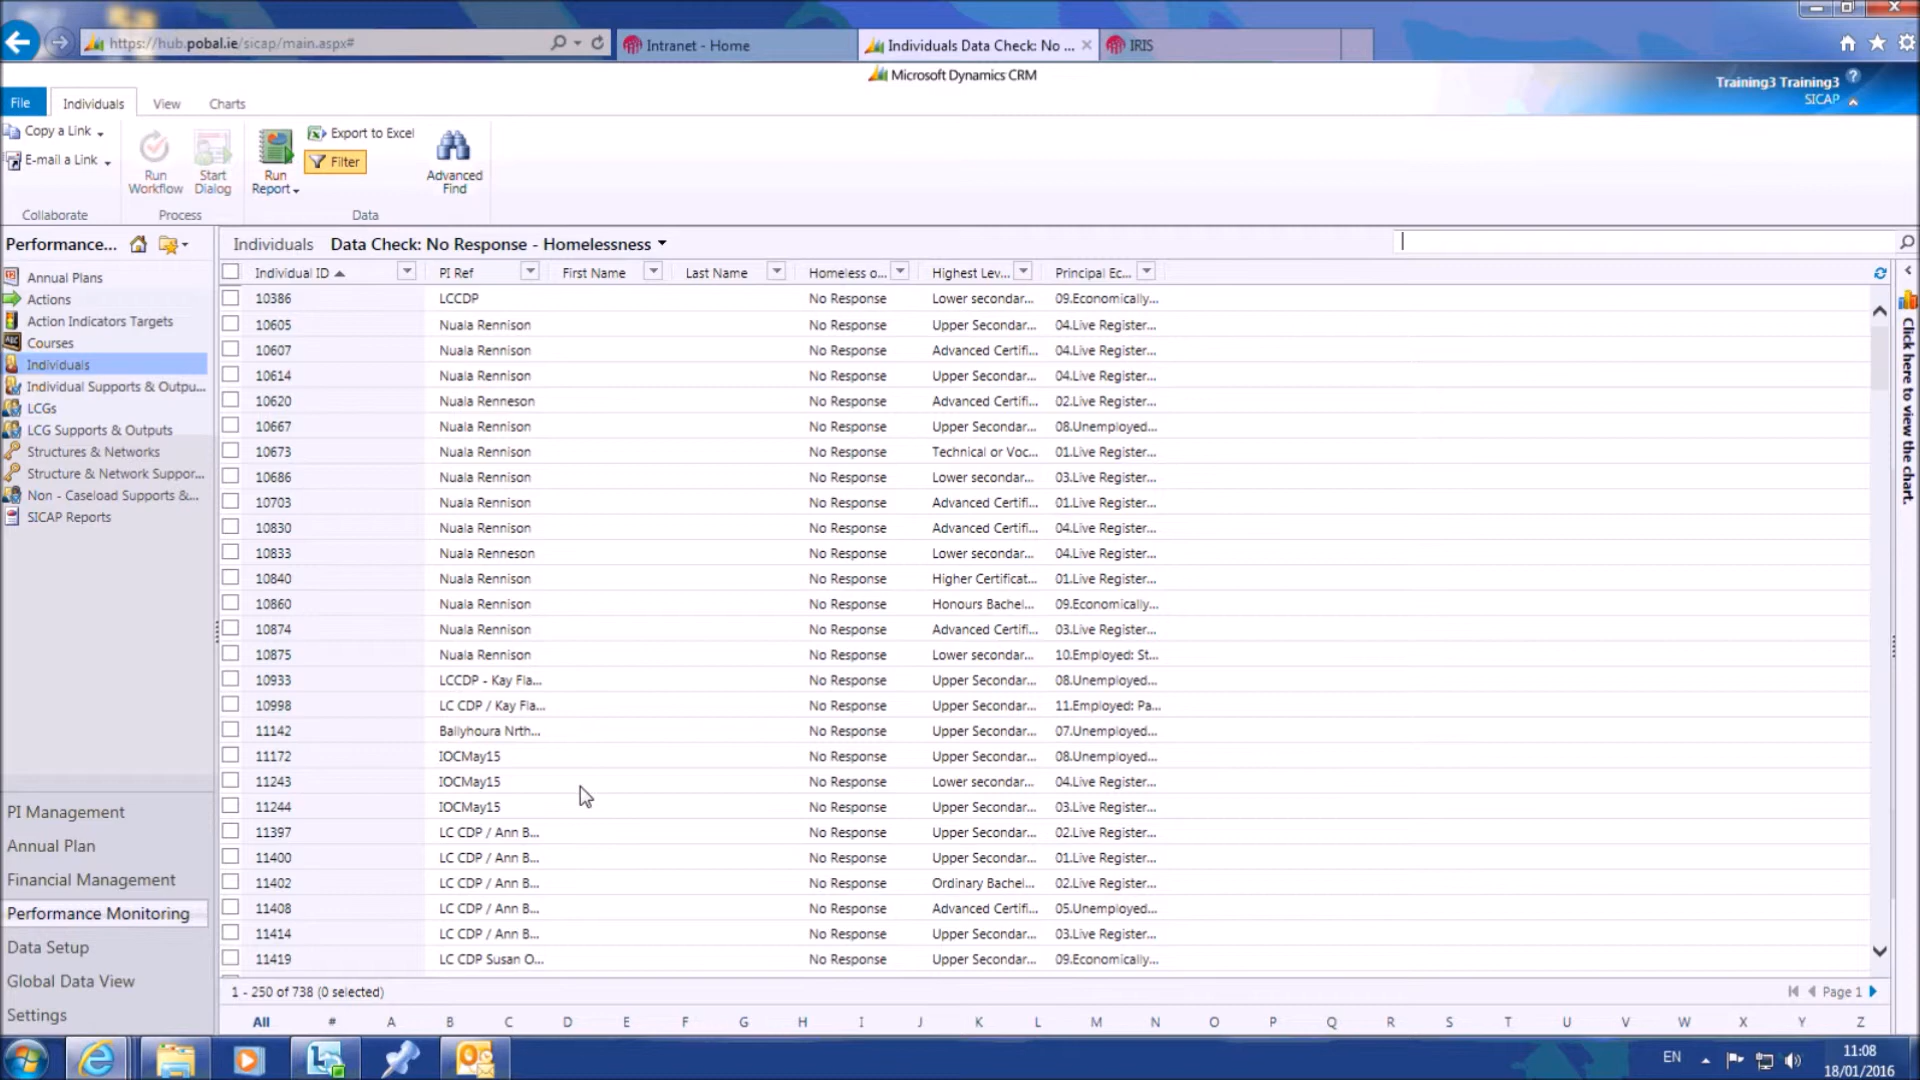 https://hub.pobal.ie/sicap/main.aspx#
Intranet - Home
Individuals Data Check: No ...
IRIS
Microsoft Dynamics CRM
Training3 Training3
SICAP
File
Individuals
View
Charts
Copy a Link
E-mail a Link
Run Workflow
Start Dialog
Run Report
Export to Excel
Filter
Advanced Find
Collaborate
Process
Data
Performance...
Annual Plans
Actions
Action Indicators Targets
Courses
Individuals
Individual Supports & Outpu...
LCGs
LCG Supports & Outputs
Structures & Networks
Structure & Network Suppor...
Non - Caseload Supports &...
SICAP Reports
PI Management
Annual Plan
Financial Management
Performance Monitoring
Data Setup
Global Data View
Settings
Individuals Data Check: No Response - Homelessness
Individual ID PI Ref First Name Last Name Homeless o... Highest Lev... Principal Ec...
10386 LCCDP No Response Lower secondar... 09.Economically...
10605 Nuala Rennison No Response Upper Secondar... 04.Live Register...
10607 Nuala Rennison No Response Advanced Certifi... 04.Live Register...
10614 Nuala Rennison No Response Upper Secondar... 04.Live Register...
10620 Nuala Renneson No Response Advanced Certifi... 02.Live Register...
10667 Nuala Rennison No Response Upper Secondar... 08.Unemployed...
10673 Nuala Rennison No Response Technical or Voc... 01.Live Register...
10686 Nuala Rennison No Response Lower secondar... 03.Live Register...
10703 Nuala Rennison No Response Advanced Certifi... 01.Live Register...
10830 Nuala Rennison No Response Advanced Certifi... 04.Live Register...
10833 Nuala Renneson No Response Lower secondar... 04.Live Register...
10840 Nuala Rennison No Response Higher Certificat... 01.Live Register...
10860 Nuala Rennison No Response Honours Bachel... 09.Economically...
10874 Nuala Rennison No Response Advanced Certifi... 03.Live Register...
10875 Nuala Rennison No Response Lower secondar... 10.Employed: St...
10933 LCCDP - Kay Fla... No Response Upper Secondar... 08.Unemployed...
10998 LC CDP / Kay Fla... No Response Upper Secondar... 11.Employed: Pa...
11142 Ballyhoura Nrth... No Response Upper Secondar... 07.Unemployed...
11172 IOCMay15 No Response Upper Secondar... 08.Unemployed...
11243 IOCMay15 No Response Lower secondar... 04.Live Register...
11244 IOCMay15 No Response Upper Secondar... 03.Live Register...
11397 LC CDP / Ann B... No Response Upper Secondar... 02.Live Register...
11400 LC CDP / Ann B... No Response Upper Secondar... 01.Live Register...
11402 LC CDP / Ann B... No Response Ordinary Bachel... 02.Live Register...
11408 LC CDP / Ann B... No Response Advanced Certifi... 05.Unemployed...
11414 LC CDP / Ann B... No Response Upper Secondar... 03.Live Register...
11419 LC CDP Susan O... No Response Upper Secondar... 09.Economically...
Click here to view the chart.
1 - 250 of 738 (0 selected)
Page 1
All # A B C D E F G H I J K L M N O P Q R S T U V W X Y Z
EN
11:08
18/01/2016